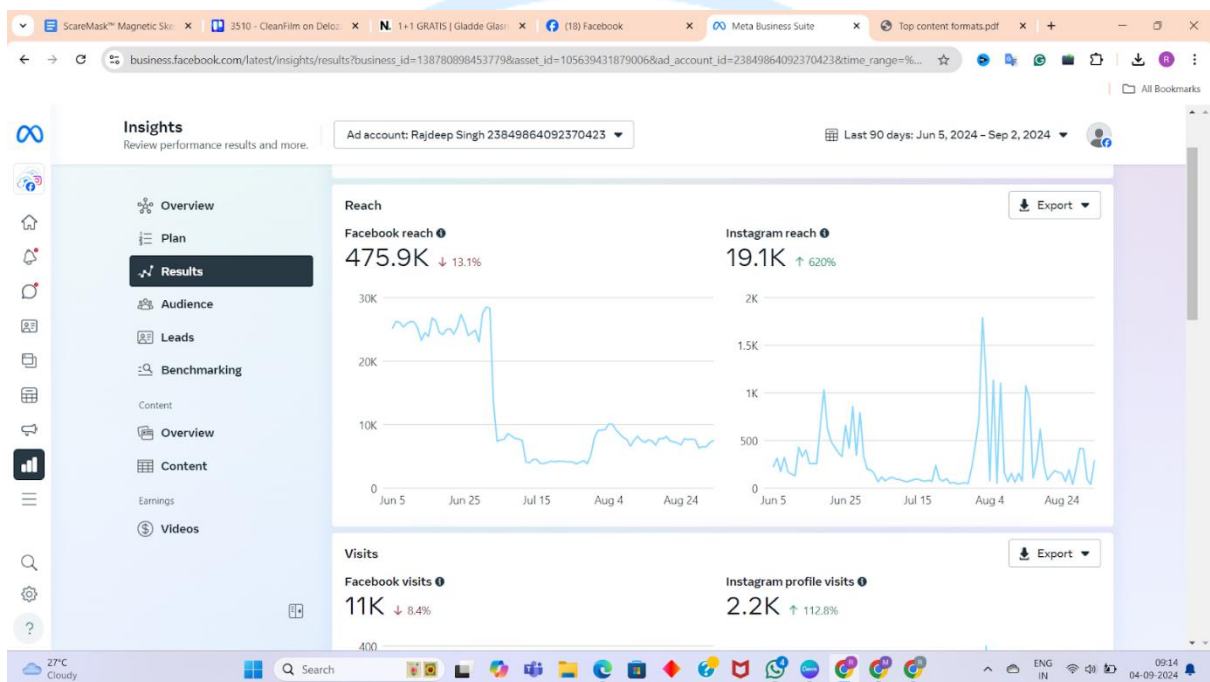 ScareMask™ Magnetic Ske
3510 - CleanFilm on Deloz
1+1 GRATIS | Gladde Glasn
(18) Facebook
Meta Business Suite
Top content formats.pdf
business.facebook.com/latest/insights/results?business_id=138780898453779&asset_id=105639431879006&ad_account_id=23849864092370423&time_range=%...
All Bookmarks
Insights
Review performance results and more.
Ad account: Rajdeep Singh 23849864092370423
Last 90 days: Jun 5, 2024 – Sep 2, 2024
Overview
Plan
Results
Audience
Leads
Benchmarking
Content
Overview
Content
Earnings
Videos
Reach
Export
Facebook reach
475.9K ↓ 13.1%
30K
20K
10K
0
Jun 5 Jun 25 Jul 15 Aug 4 Aug 24
Instagram reach
19.1K ↑ 620%
2K
1.5K
1K
500
0
Jun 5 Jun 25 Jul 15 Aug 4 Aug 24
Visits
Export
Facebook visits
11K ↓ 8.4%
400
Instagram profile visits
2.2K ↑ 112.8%
27°C
Cloudy
Search
ENG
IN
09:14
04-09-2024